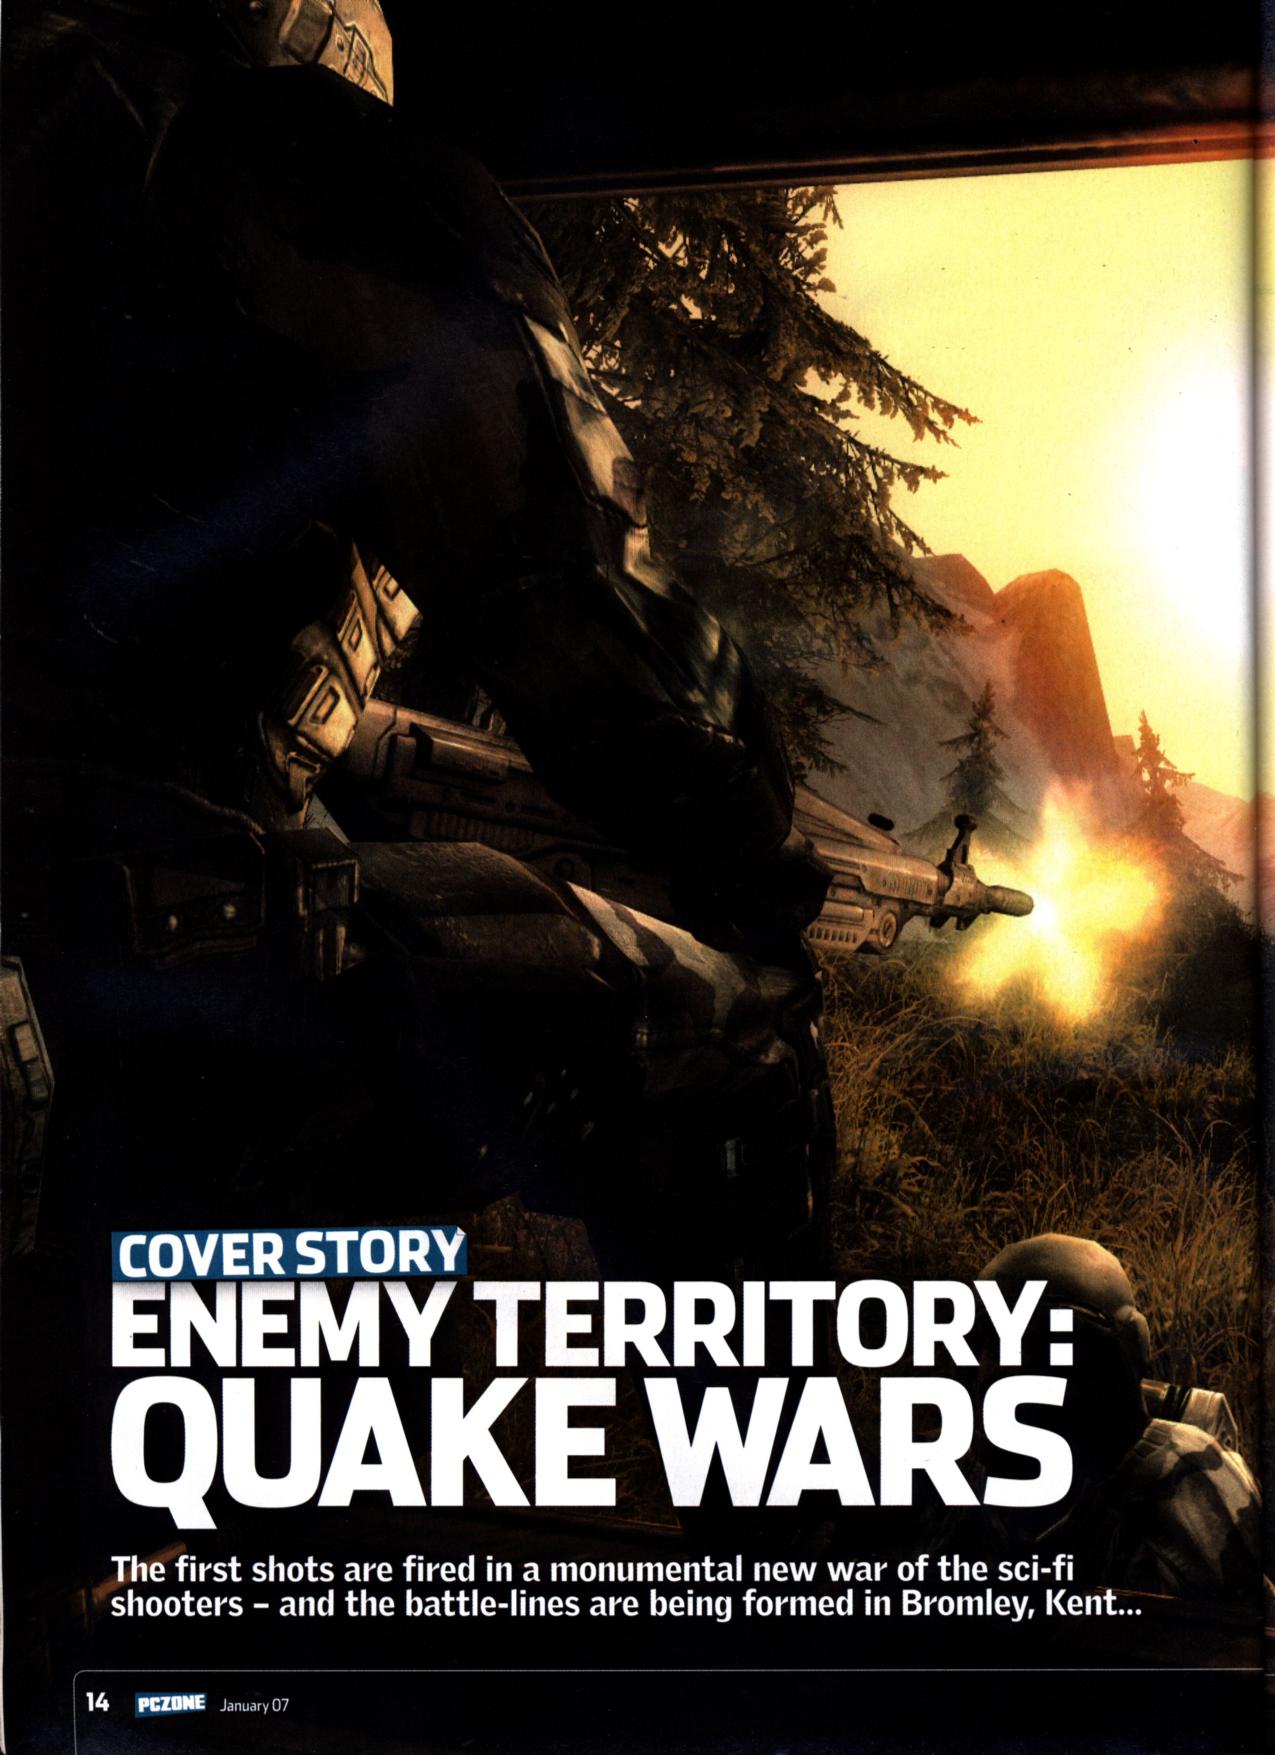 COVER STORY
ENEMY TERRITORY:
QUAKE WARS
The first shots are fired in a monumental new war of the sci-fi
shooters – and the battle-lines are being formed in Bromley, Kent...
14 PCZONE January 07